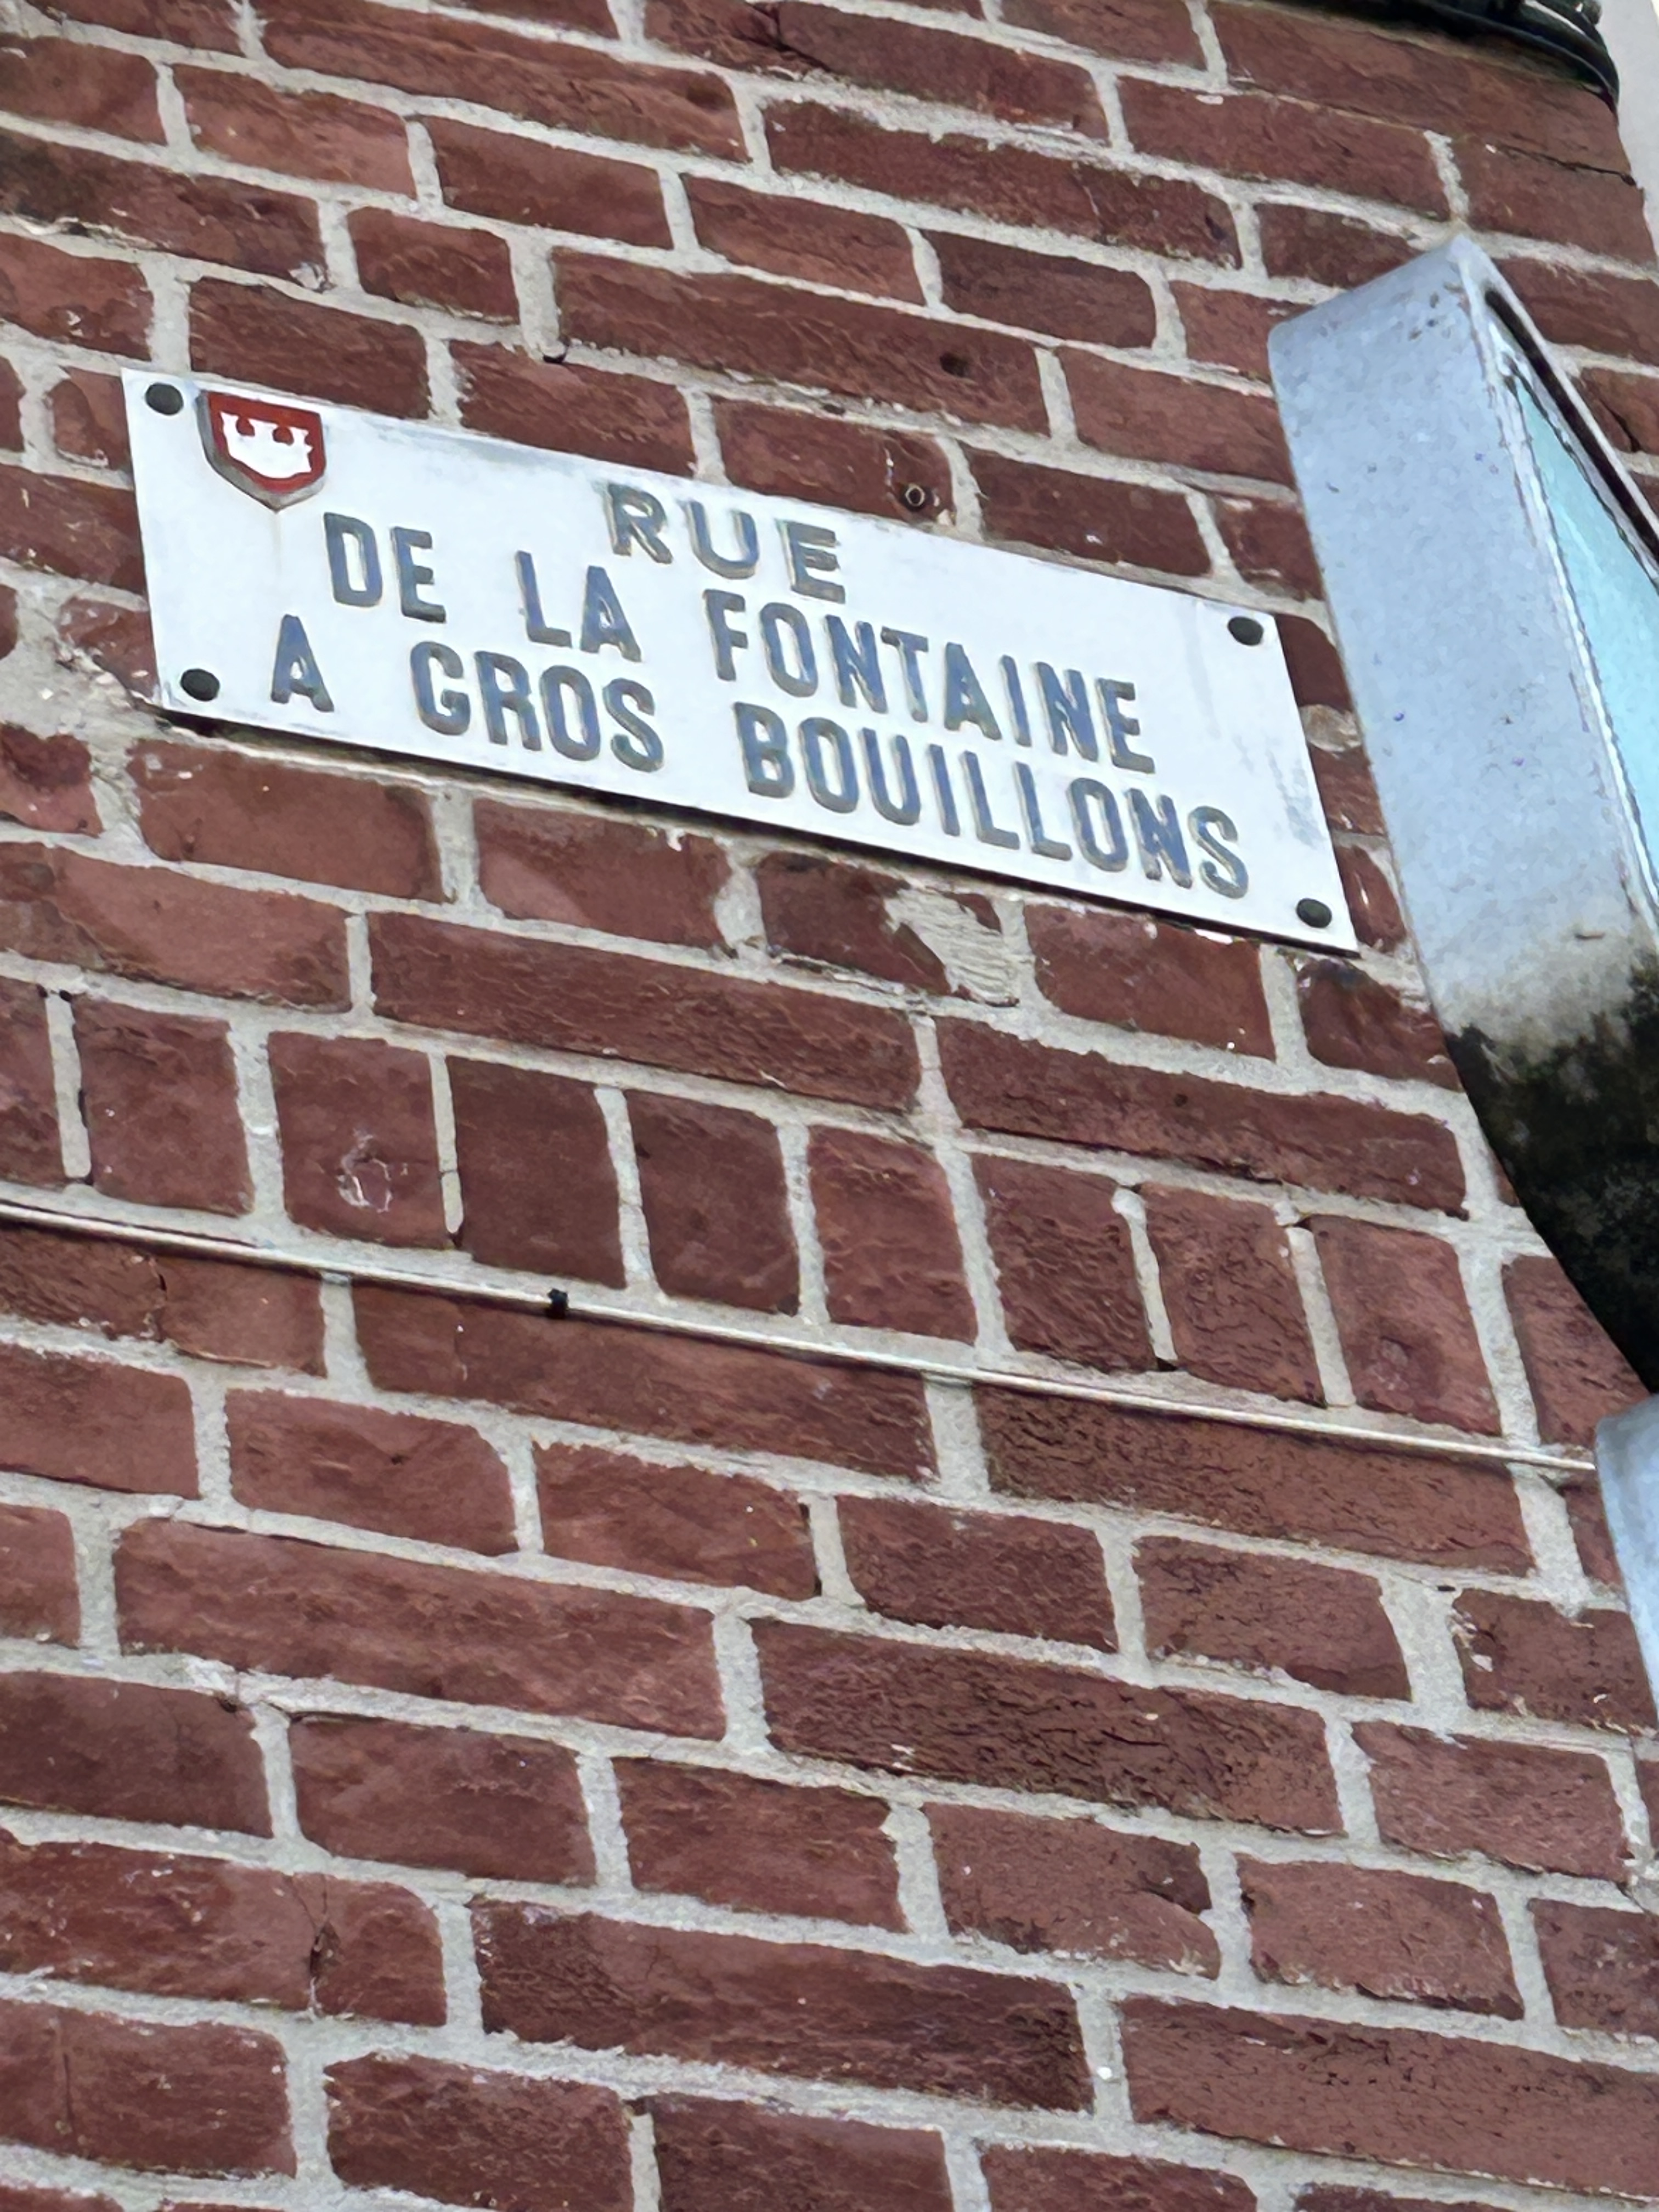 RUE
DE LA FONTAINE
A GROS BOUILLONS